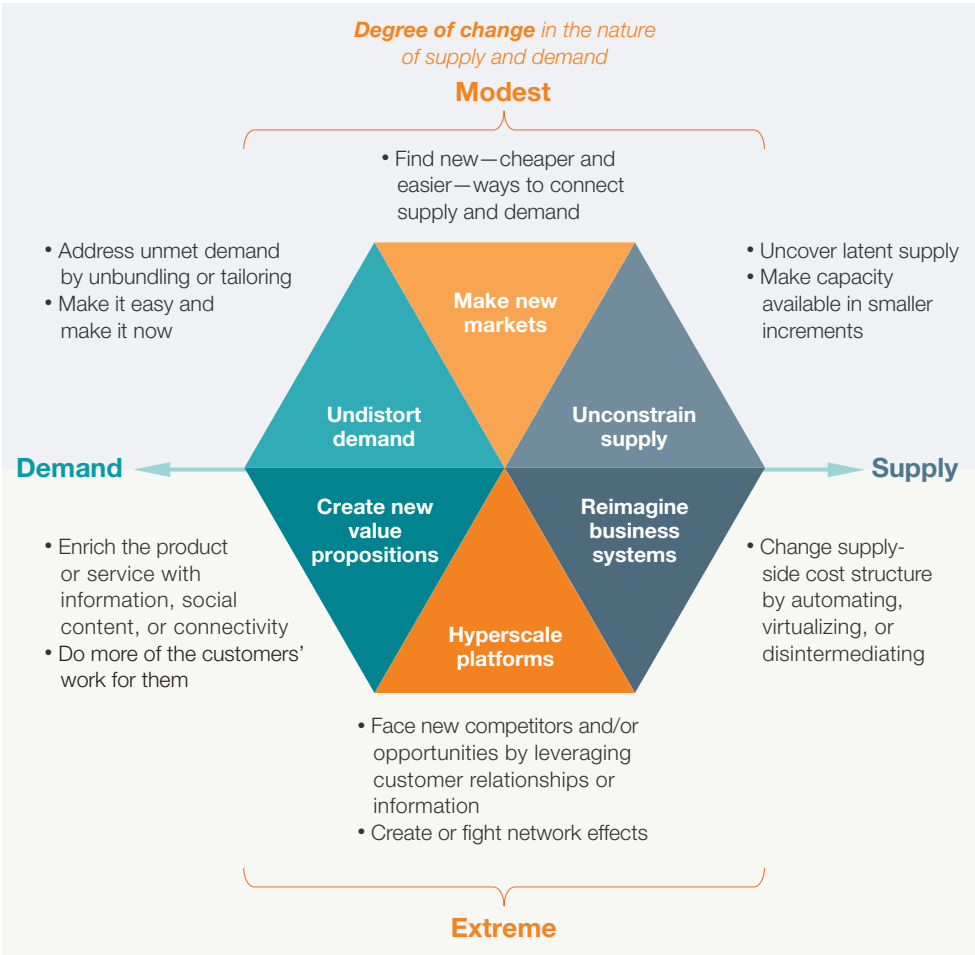 Degree of change in the nature
of supply and demand
Modest
• Find new—cheaper and
easier—ways to connect
supply and demand
• Address unmet demand
by unbundling or tailoring
• Make it easy and
make it now
• Uncover latent supply
• Make capacity
available in smaller
increments
Make new
markets
Undistort
demand
Unconstrain
supply
Demand
Supply
Create new
value
propositions
Reimagine
business
systems
• Enrich the product
or service with
information, social
content, or connectivity
• Do more of the customers’
work for them
• Change supply-
side cost structure
by automating,
virtualizing, or
disintermediating
Hyperscale
platforms
• Face new competitors and/or
opportunities by leveraging
customer relationships or
information
• Create or fight network effects
Extreme